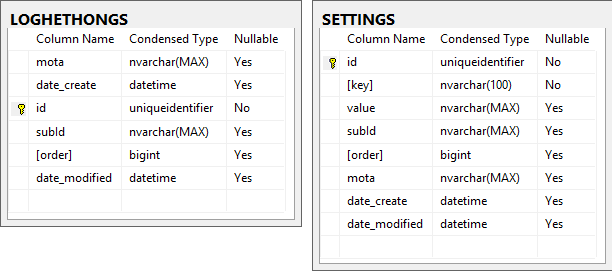 LOGHETHONGS
Column Name Condensed Type Nullable
mota nvarchar(MAX) Yes
date_create datetime Yes
id uniqueidentifier No
subId nvarchar(MAX) Yes
[order] bigint Yes
date_modified datetime Yes
SETTINGS
Column Name Condensed Type Nullable
id uniqueidentifier No
[key] nvarchar(100) No
value nvarchar(MAX) Yes
subId nvarchar(MAX) Yes
[order] bigint Yes
mota nvarchar(MAX) Yes
date_create datetime Yes
date_modified datetime Yes